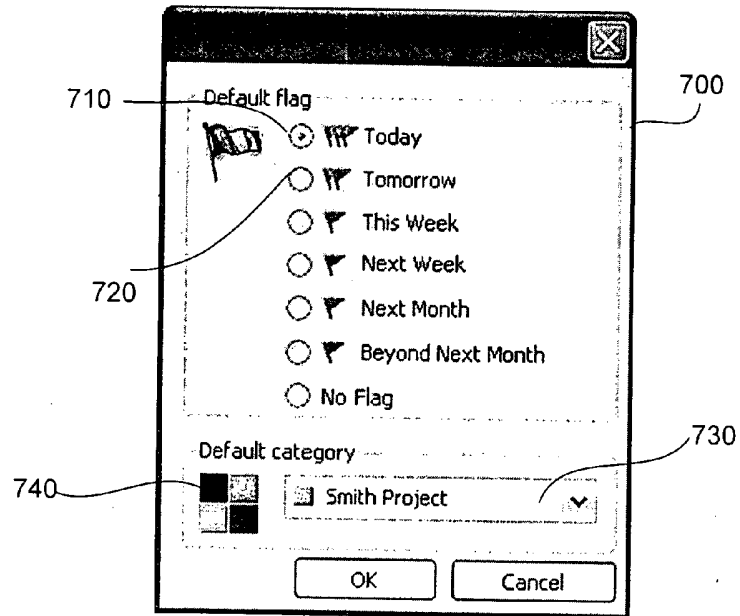 700
710
Default flag
Today
Tomorrow
This Week
720
Next Week
Next Month
Beyond Next Month
No Flag
Default category
730
740
Smith Project
OK
Cancel